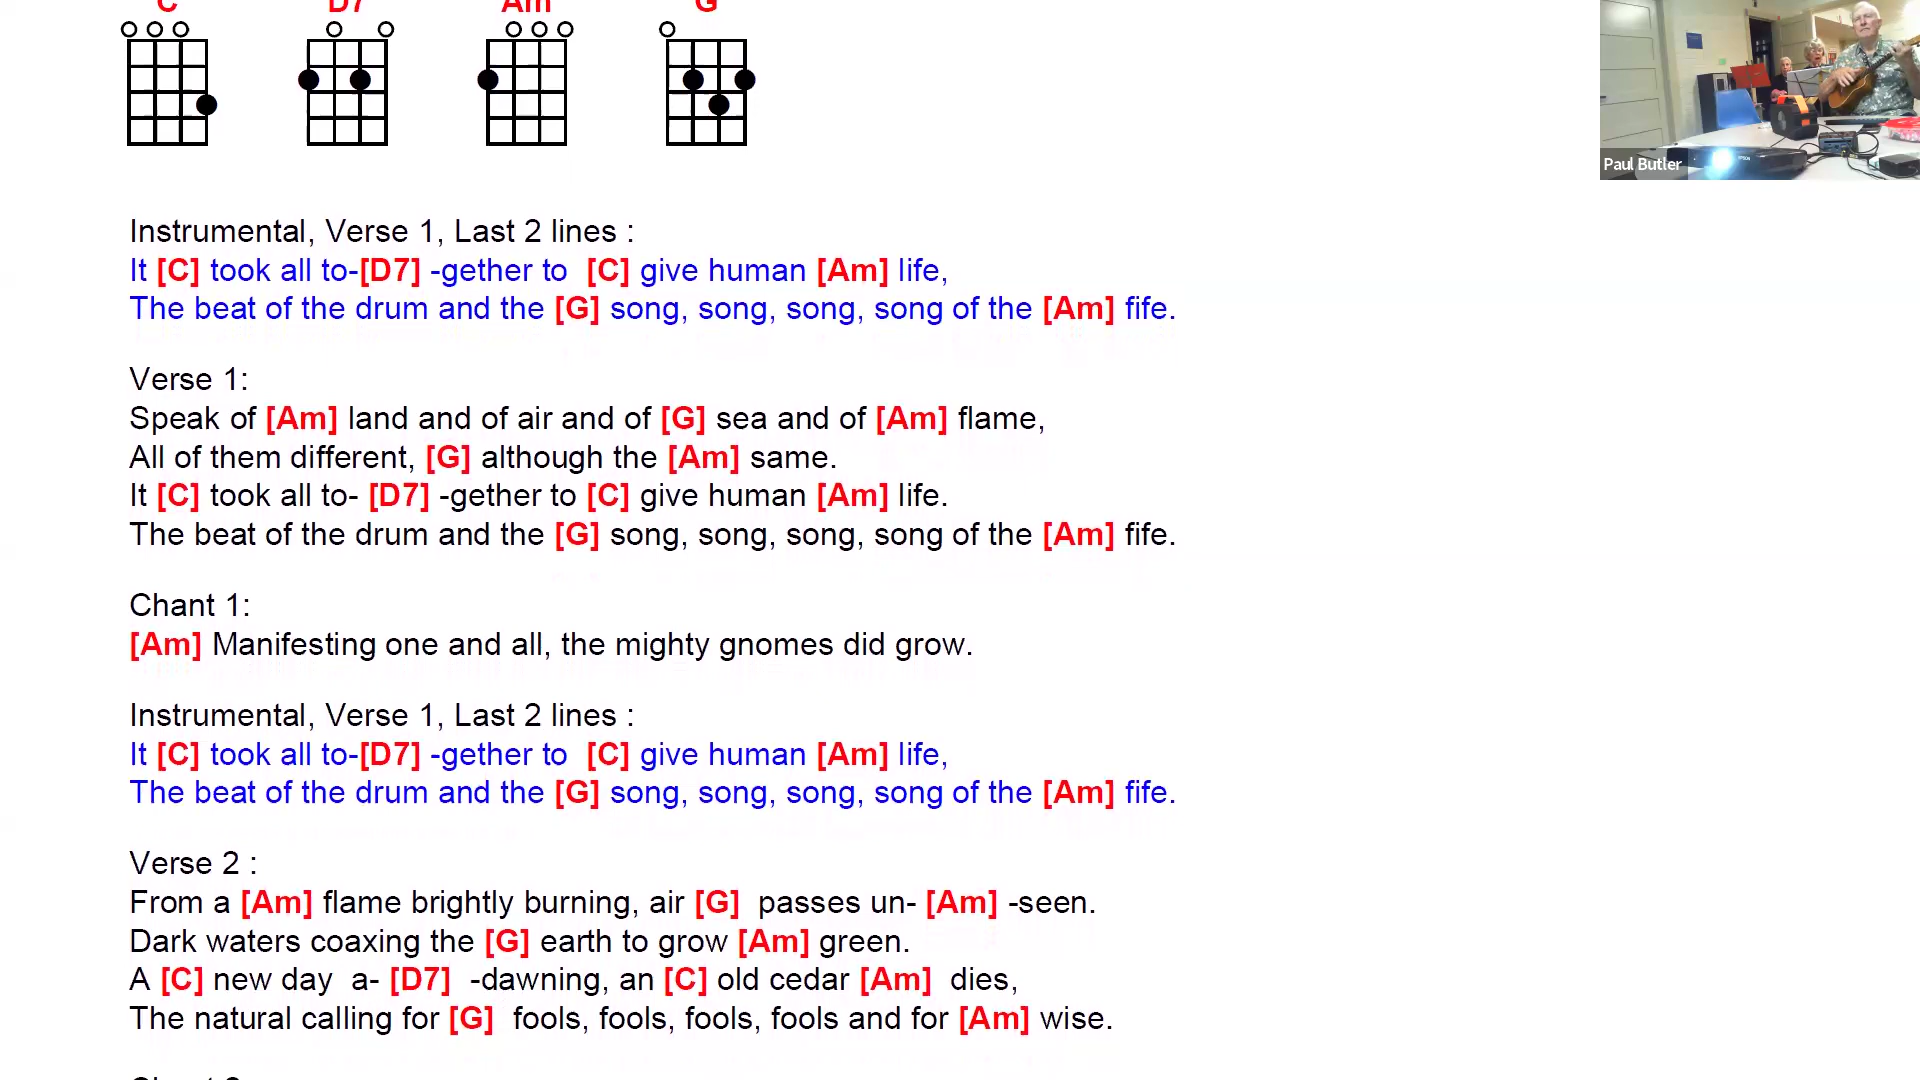 C D7 Am G
Paul Butler
Instrumental, Verse 1, Last 2 lines :
It [C] took all to-[D7] -gether to [C] give human [Am] life,
The beat of the drum and the [G] song, song, song, song of the [Am] fife.
Verse 1:
Speak of [Am] land and of air and of [G] sea and of [Am] flame,
All of them different, [G] although the [Am] same.
It [C] took all to- [D7] -gether to [C] give human [Am] life.
The beat of the drum and the [G] song, song, song, song of the [Am] fife.
Chant 1:
[Am] Manifesting one and all, the mighty gnomes did grow.
Instrumental, Verse 1, Last 2 lines :
It [C] took all to-[D7] -gether to [C] give human [Am] life,
The beat of the drum and the [G] song, song, song, song of the [Am] fife.
Verse 2 :
From a [Am] flame brightly burning, air [G] passes un- [Am] -seen.
Dark waters coaxing the [G] earth to grow [Am] green.
A [C] new day a- [D7] -dawning, an [C] old cedar [Am] dies,
The natural calling for [G] fools, fools, fools, fools and for [Am] wise.